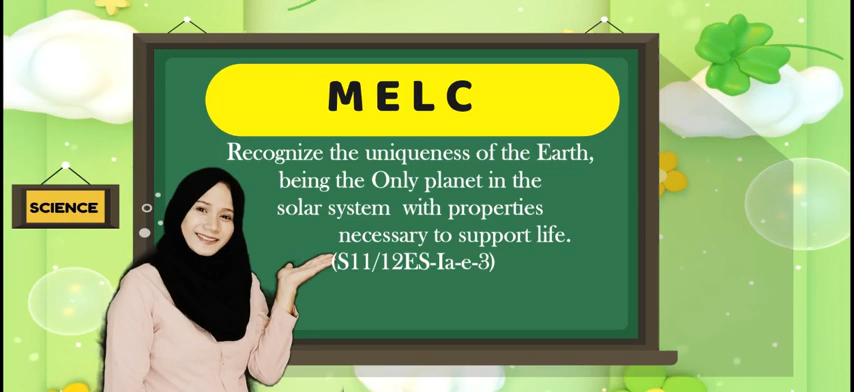 MELC
Recognize the uniqueness of the Earth,
being the Only planet in the
solar system with properties
necessary to support life.
(S11/12ES-Ia-e-3)
SCIENCE